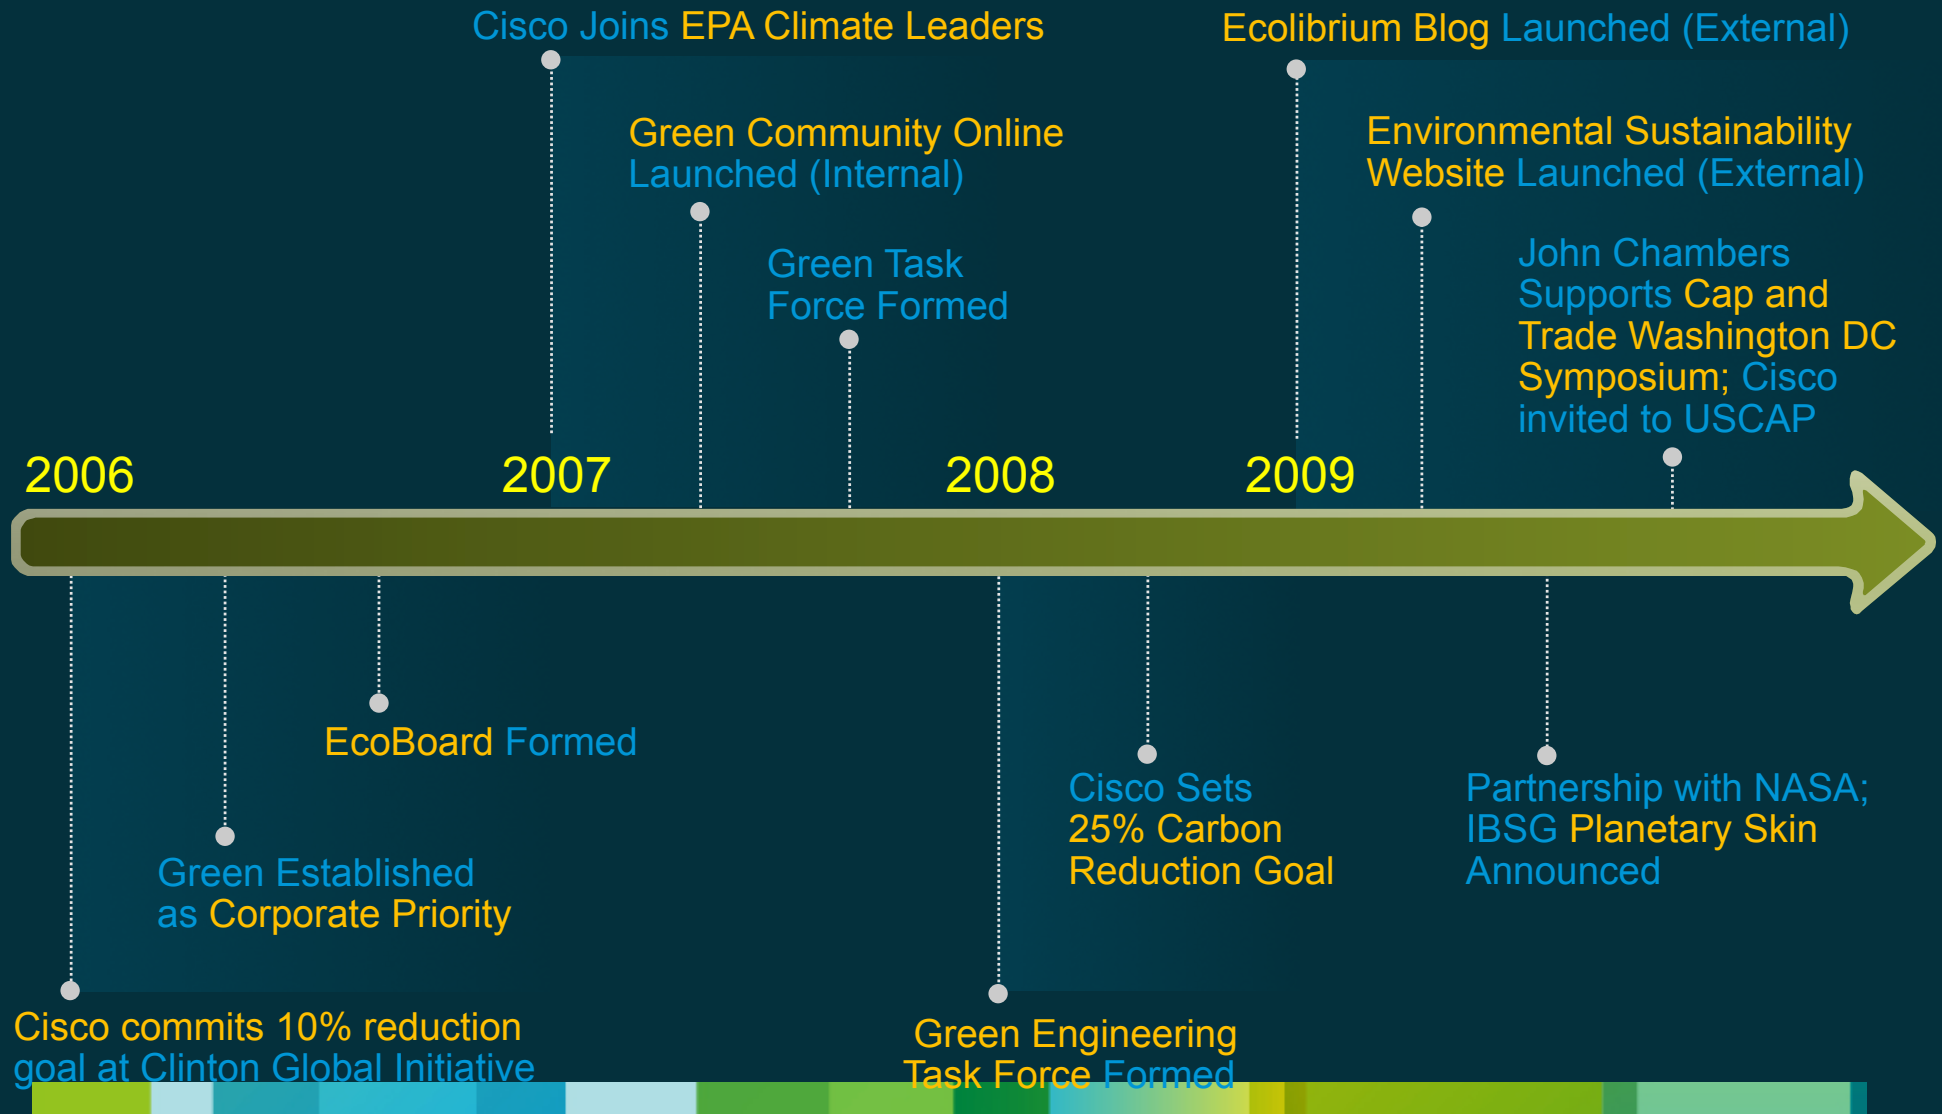 Cisco Joins EPA Climate Leaders
Ecolibrium Blog Launched (External)
Green Community Online
Launched (Internal)
Environmental Sustainability
Website Launched (External)
Green Task
Force Formed
John Chambers
Supports Cap and
Trade Washington DC
Symposium; Cisco
invited to USCAP
2006
2007
2008
2009
EcoBoard Formed
Cisco Sets
25% Carbon
Reduction Goal
Partnership with NASA;
IBSG Planetary Skin
Announced
Green Established
as Corporate Priority
Cisco commits 10% reduction
goal at Clinton Global Initiative
Green Engineering
Task Force Formed